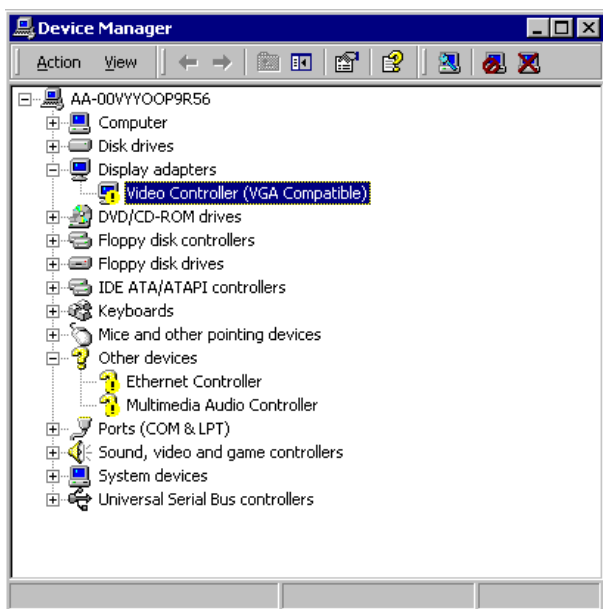 Device Manager
Action View
AA-00VYYOOP9R56
Computer
Disk drives
Display adapters
Video Controller (VGA Compatible)
DVD/CD-ROM drives
Floppy disk controllers
Floppy disk drives
IDE ATA/ATAPI controllers
Keyboards
Mice and other pointing devices
Other devices
Ethernet Controller
Multimedia Audio Controller
Ports (COM & LPT)
Sound, video and game controllers
System devices
Universal Serial Bus controllers